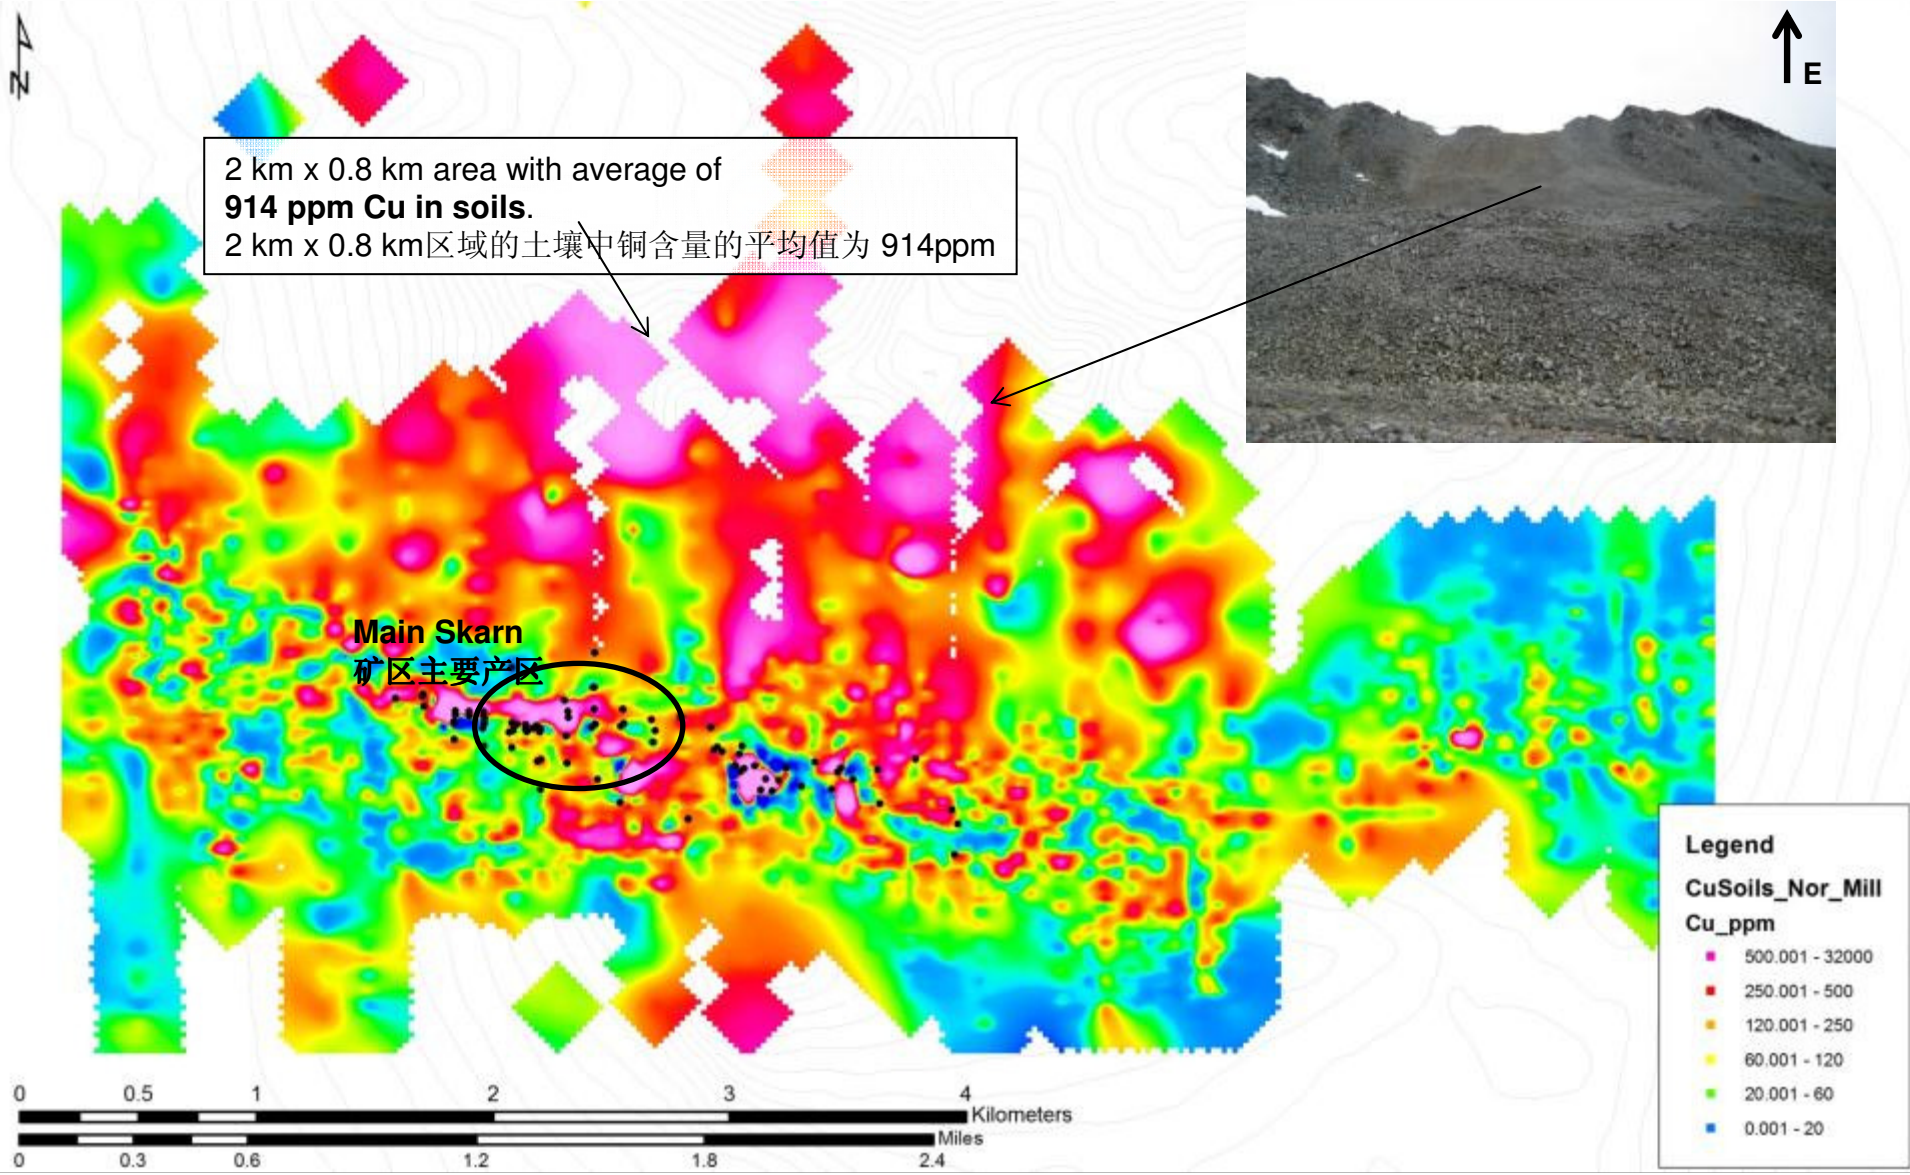 N
E
2 km x 0.8 km area with average of
914 ppm Cu in soils.
2 km x 0.8 km区域的土壤中铜含量的平均值为 914ppm
Main Skarn
矿区主要产区
Legend
CuSoils_Nor_Mill
Cu_ppm
500.001 - 32000
250.001 - 500
120.001 - 250
60.001 - 120
20.001 - 60
0.001 - 20
0 0.5 1 2 3 4
Kilometers
Miles
0 0.3 0.6 1.2 1.8 2.4